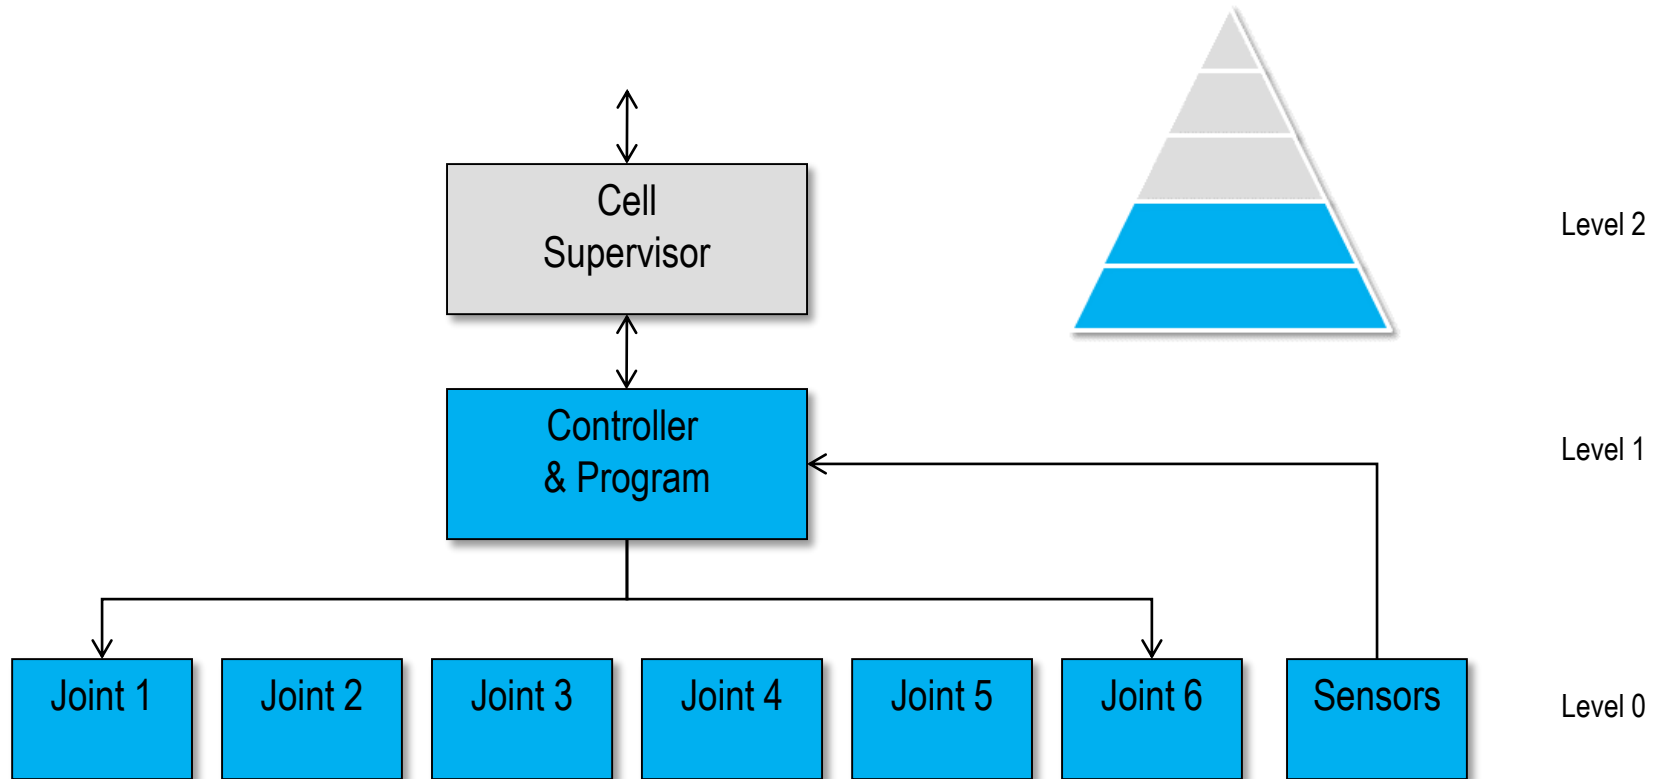 Cell
Supervisor
Level 2
Controller
& Program
Level 1
Joint 1
Joint 2
Joint 3
Joint 4
Joint 5
Joint 6
Sensors
Level 0